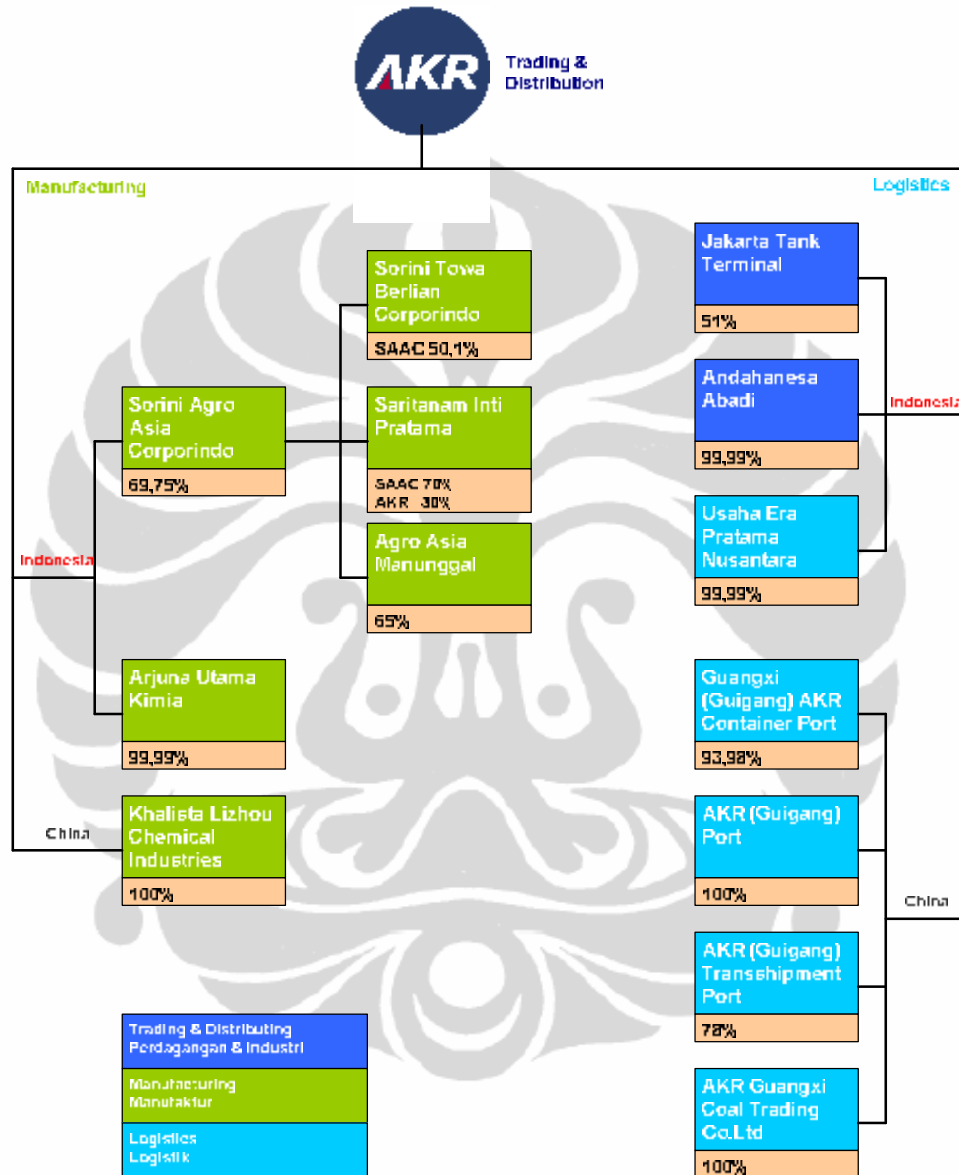 AKR
Trading &
Distribution
Manufacturing
Logistics
Sorini Towa
Berlian
Corporindo
SAAC 50,1%
Sorini Agro
Asia
Corporindo
69,75%
Saritanam Inti
Pratama
SAAC 70%
AKR 30%
Agro Asia
Manunggal
65%
Indonesia
Arjuna Utama
Kimia
99,99%
China
Khalista Lizhou
Chemical
Industries
100%
Jakarta Tank
Terminal
51%
Andahanesa
Abadi
99,99%
Indonesia
Usaha Era
Pratama
Nusantara
99,99%
Guangxi
(Guigang) AKR
Container Port
93,98%
AKR (Guigang)
Port
100%
China
AKR (Guigang)
Transshipment
Port
78%
AKR Guangxi
Coal Trading
Co.Ltd
100%
Trading & Distributing
Perdagangan & Industri
Manufacturing
Manufaktur
Logistics
Logistik